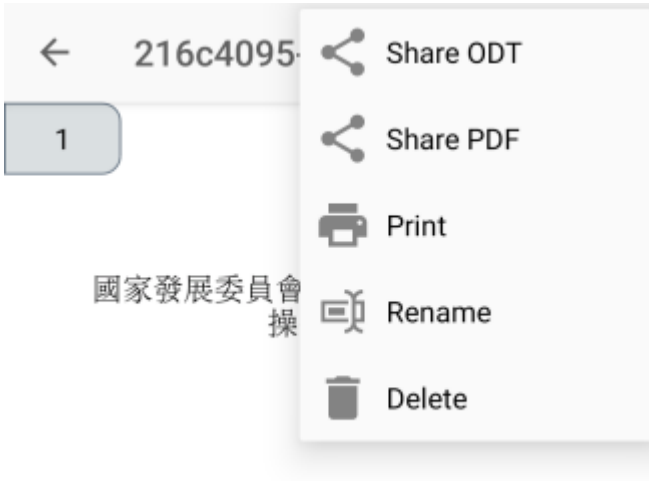 216c4095-
Share ODT
1
Share PDF
Print
國家發展委員會
操
Rename
Delete